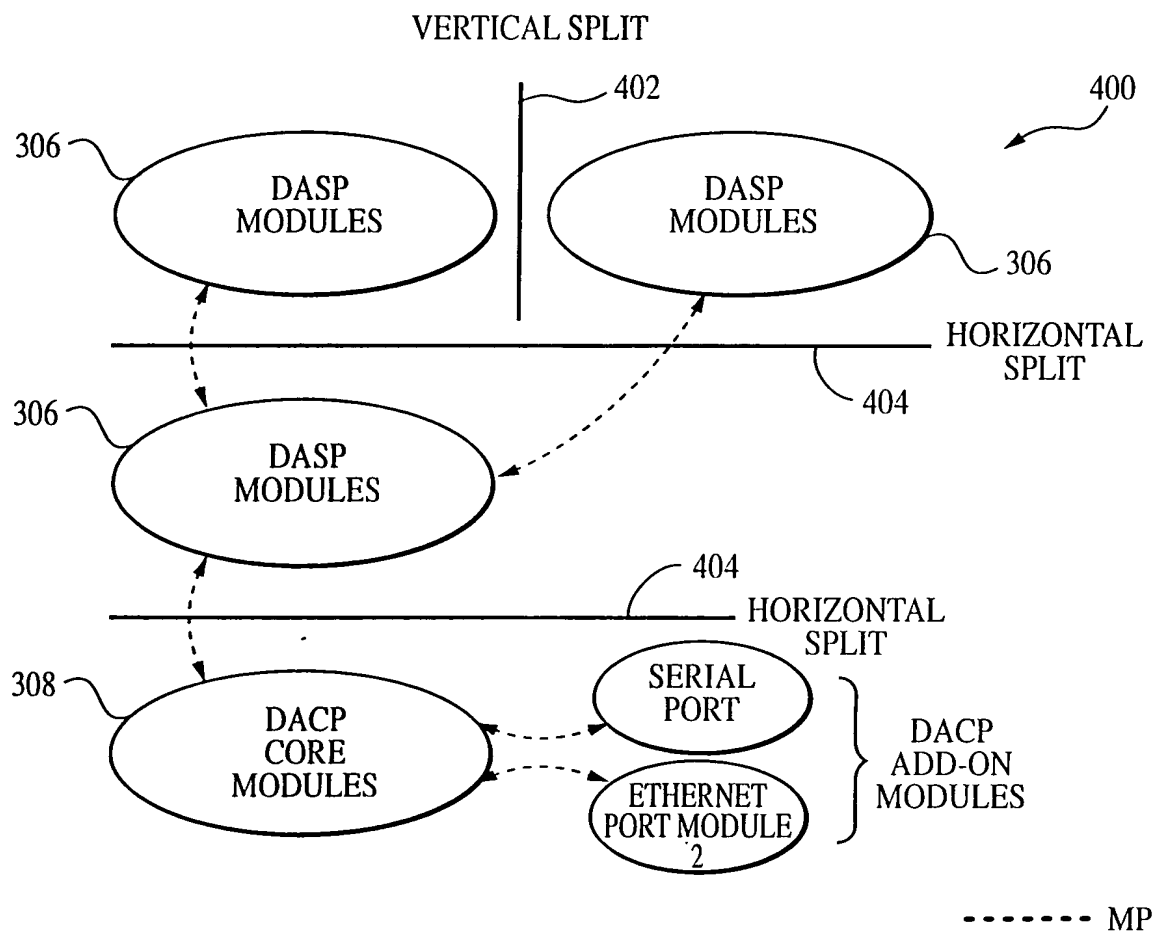 VERTICAL SPLIT
402
400
306
DASP
MODULES
DASP
MODULES
306
HORIZONTAL
SPLIT
404
306
DASP
MODULES
404
HORIZONTAL
SPLIT
308
DACP
CORE
MODULES
SERIAL
PORT
ETHERNET
PORT MODULE
2
DACP
ADD-ON
MODULES
MP